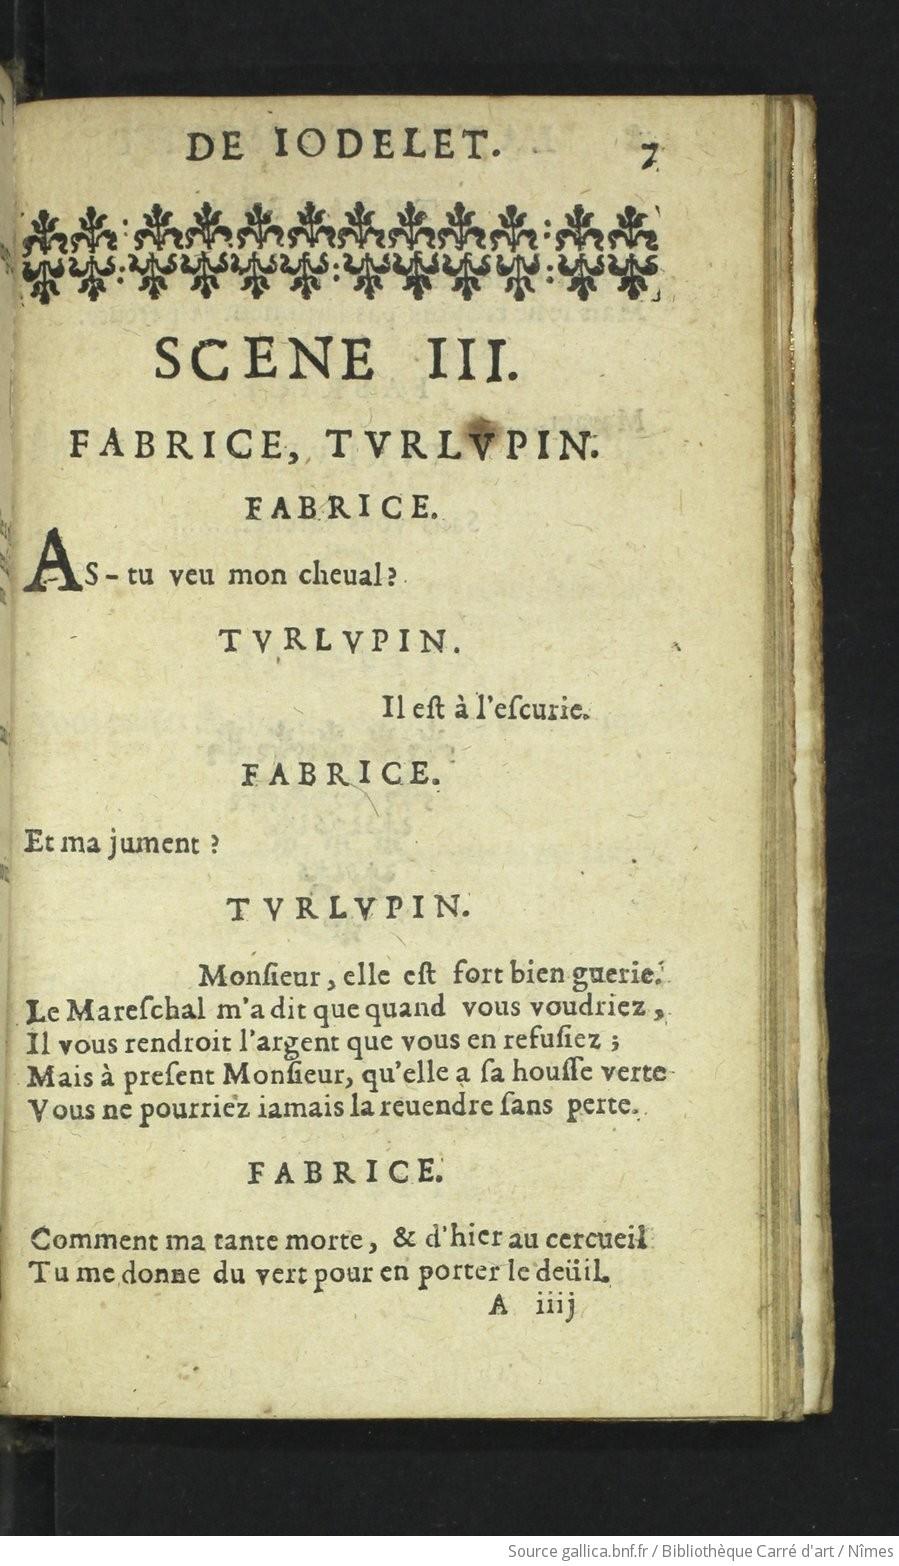 DE IODELET. 7
SCENE III.
FABRICE, TVRLVPIN.
FABRICE.
AS-tu veu mon cheual?
TVRLVPIN.
Il eſt à l'eſcurie.
FABRICE.
Et ma jument ?
TVRLVPIN.
Monſieur, elle eſt fort bien guerie.
Le Mareſchal m'a dit que quand vous voudriez,
Il vous rendroit l'argent que vous en refuſiez ;
Mais à preſent Monſieur, qu'elle a ſa houſſe verte
Vous ne pourriez iamais la reuendre ſans perte.
FABRICE.
Comment ma tante morte, & d'hier au cercueil
Tu me donne du vert pour en porter le deüil.
A iiij
Source gallica.bnf.fr / Bibliothèque Carré d'art / Nîmes